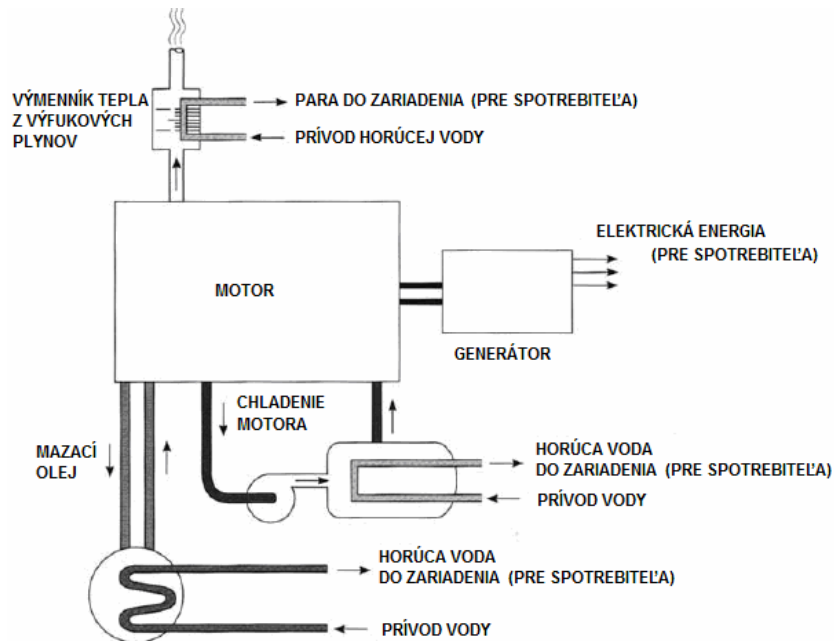 VÝMENNÍK TEPLA
Z VÝFUKOVÝCH
PLYNOV
PARA DO ZARIADENIA (PRE SPOTREBITEĽA)
PRÍVOD HORÚCEJ VODY
MOTOR
ELEKTRICKÁ ENERGIA
(PRE SPOTREBITEĽA)
GENERÁTOR
CHLADENIE
MOTORA
MAZACÍ
OLEJ
HORÚCA VODA
DO ZARIADENIA (PRE SPOTREBITEĽA)
PRÍVOD VODY
HORÚCA VODA
DO ZARIADENIA (PRE SPOTREBITEĽA)
PRÍVOD VODY